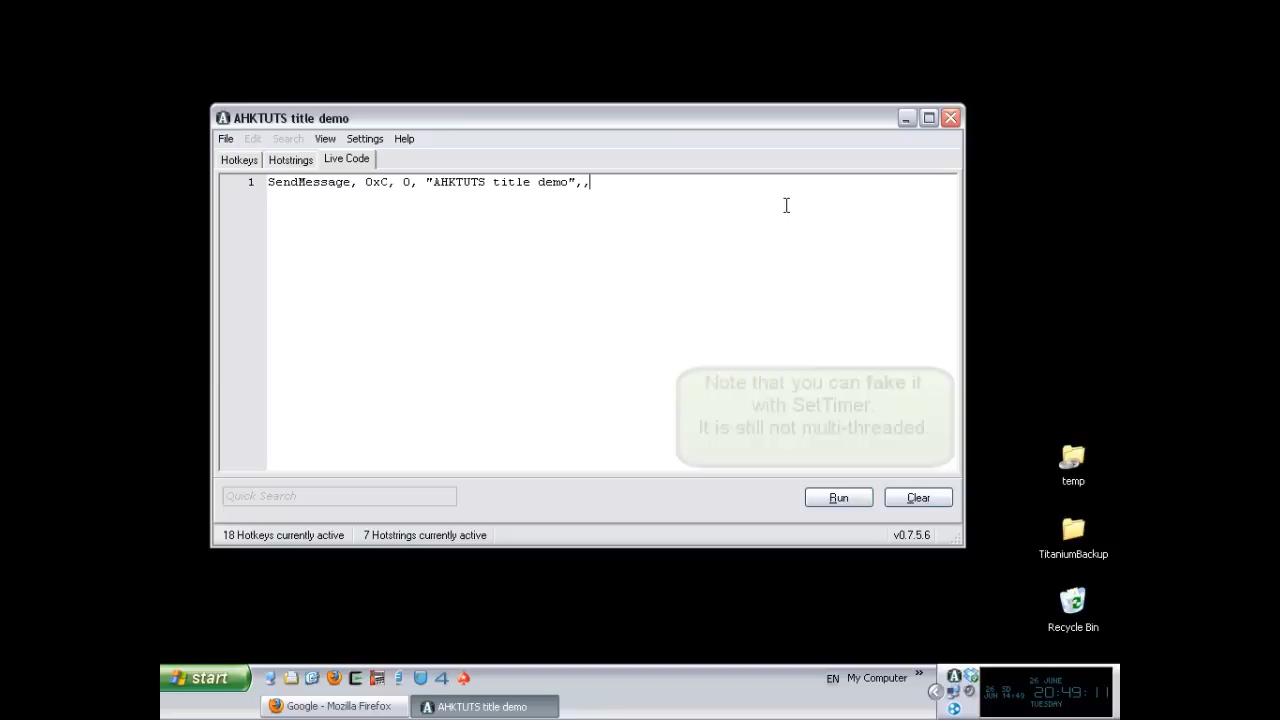 AHKTUTS title demo
File Edit Search View Settings Help
Hotkeys Hotstrings Live Code
1 SendMessage, 0xC, 0, "AHKTUTS title demo",,
Note that you can fake it
with SetTimer.
It is still not multi-threaded.
Quick Search
Run Clear
18 Hotkeys currently active 7 Hotstrings currently active v0.7.5.6
temp
TitaniumBackup
Recycle Bin
start
EN My Computer »
Google - Mozilla Firefox AHKTUTS title demo
26 JUNE
20:49:11
TUESDAY